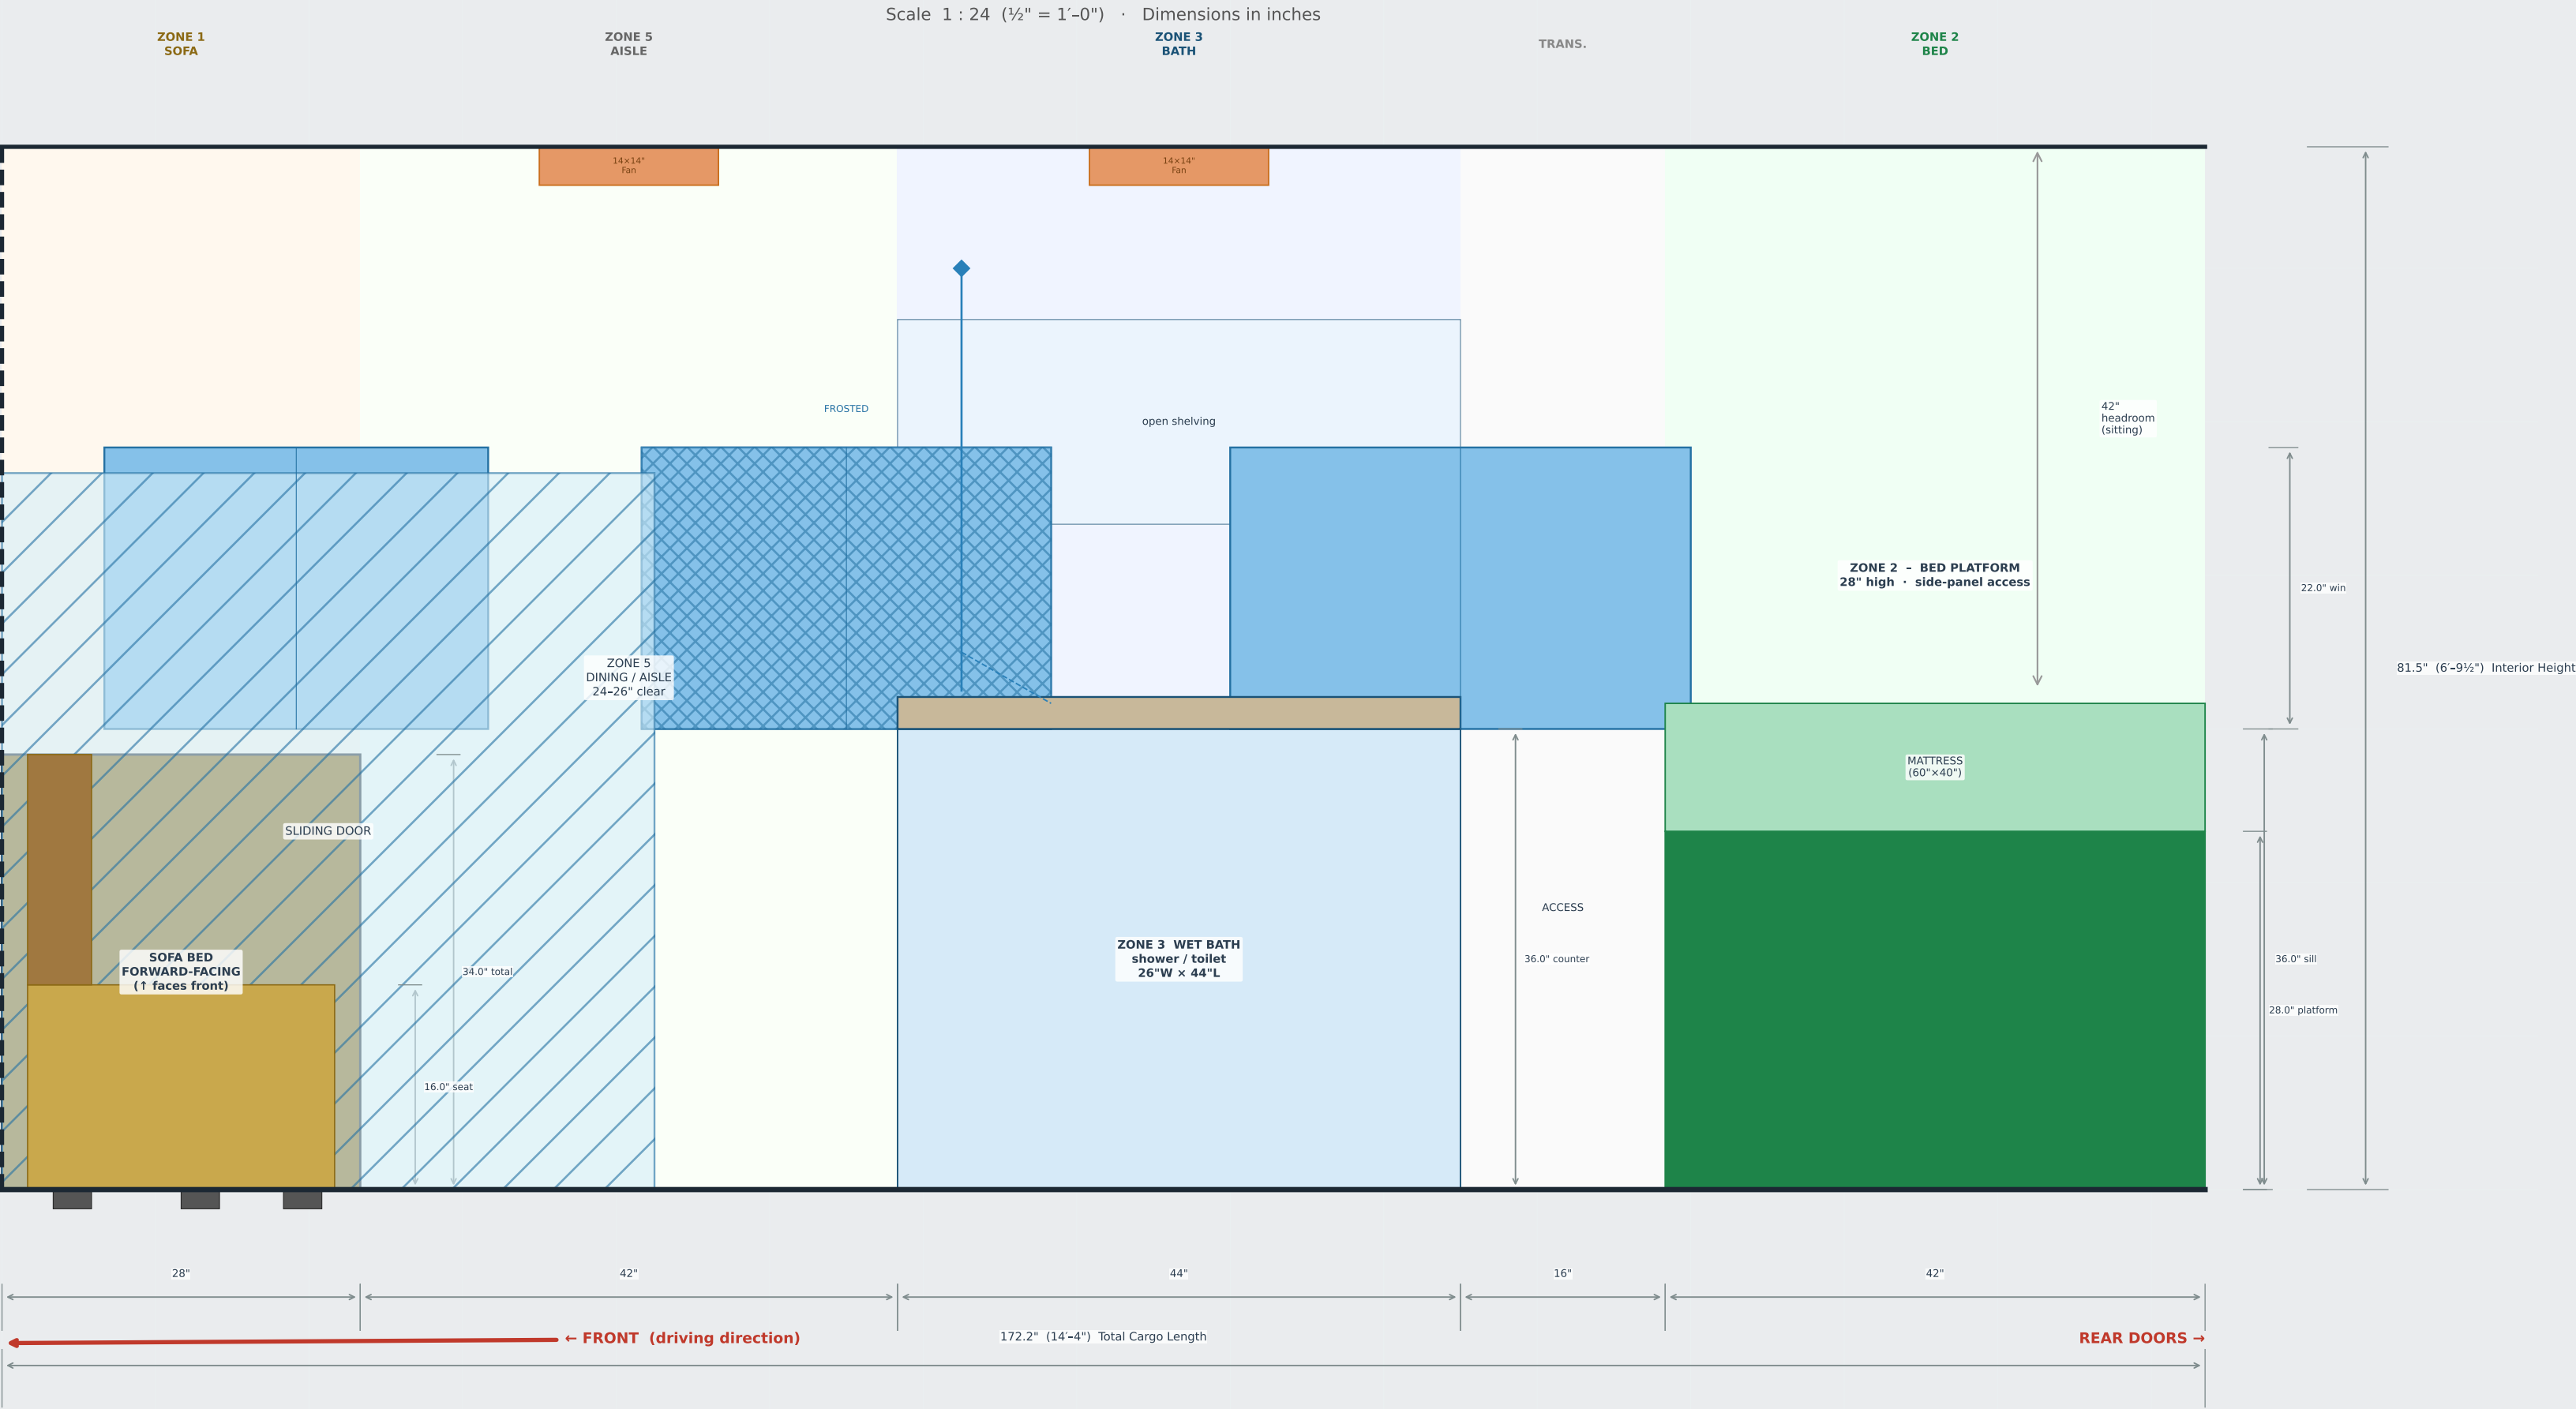 Scale  1 : 24  (½" = 1′–0")   ·   Dimensions in inches
ZONE 1
SOFA
ZONE 5
AISLE
ZONE 3
BATH
TRANS.
ZONE 2
BED
14×14"
Fan
14×14"
Fan
FROSTED
open shelving
42"
headroom
(sitting)
ZONE 2  –  BED PLATFORM
28" high  ·  side-panel access
22.0" win
ZONE 5
DINING / AISLE
24–26" clear
81.5"  (6′–9½")  Interior Height
MATTRESS
(60"×40")
SLIDING DOOR
ACCESS
SOFA BED
FORWARD-FACING
(↑ faces front)
34.0" total
ZONE 3  WET BATH
shower / toilet
26"W × 44"L
36.0" counter
36.0" sill
28.0" platform
16.0" seat
28"
42"
44"
16"
42"
← FRONT  (driving direction)
172.2"  (14′–4")  Total Cargo Length
REAR DOORS →